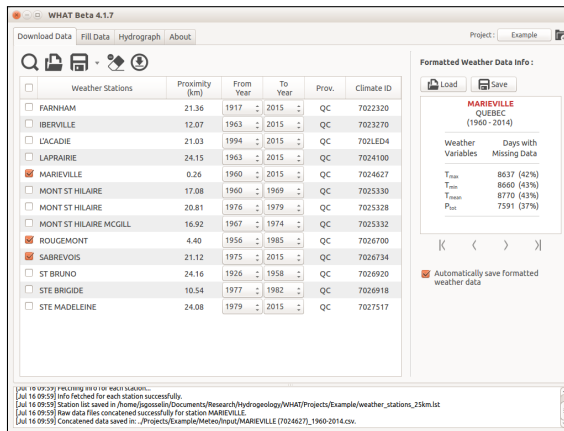 WHAT Beta 4.1.7
Download Data Fill Data Hydrograph About
Project : Example
Weather Stations Proximity (km) From Year To Year Prov. Climate ID
FARNHAM 21.36 1917 2015 QC 7022320
IBERVILLE 12.07 1963 2015 QC 7023270
L'ACADIE 21.03 1994 2015 QC 702LED4
LAPRAIRIE 24.15 1963 2015 QC 7024100
MARIEVILLE 0.26 1960 2015 QC 7024627
MONT ST HILAIRE 17.08 1960 1969 QC 7025330
MONT ST HILAIRE 20.81 1976 1979 QC 7025328
MONT ST HILAIRE MCGILL 16.92 1967 1974 QC 7025332
ROUGEMONT 4.40 1956 1985 QC 7026700
SABREVOIS 21.12 1975 2015 QC 7026734
ST BRUNO 24.16 1926 1958 QC 7026920
STE BRIGIDE 10.54 1977 1982 QC 7026918
STE MADELEINE 24.08 1979 2015 QC 7027517
Formatted Weather Data Info :
Load Save
MARIEVILLE
QUEBEC
(1960 - 2014)
Weather Variables Days with Missing Data
Tmax 8637 (42%)
Tmin 8660 (43%)
Tmean 8770 (43%)
Ptot 7591 (37%)
Automatically save formatted
weather data
[Jul 16 09:59] Fetching info for each station...
[Jul 16 09:59] Info fetched for each station successfully.
[Jul 16 09:59] Station list saved in /home/jsgosselin/Documents/Research/Hydrogeology/WHAT/Projects/Example/weather_stations_25km.lst
[Jul 16 09:59] Raw data files concatened successfully for station MARIEVILLE.
[Jul 16 09:59] Concatened data saved in: ../Projects/Example/Meteo/Input/MARIEVILLE (7024627)_1960-2014.csv.